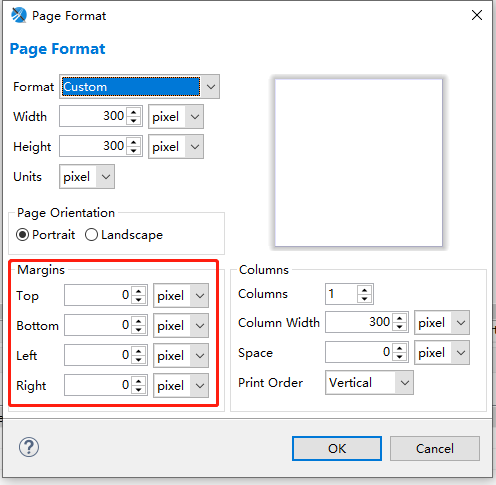 Page Format
Page Format
Format Custom
Width 300 pixel
Height 300 pixel
Units pixel
Page Orientation
Portrait Landscape
Margins
Top 0 pixel
Bottom 0 pixel
Left 0 pixel
Right 0 pixel
Columns
Columns 1
Column Width 300 pixel
Space 0 pixel
Print Order Vertical
? OK Cancel